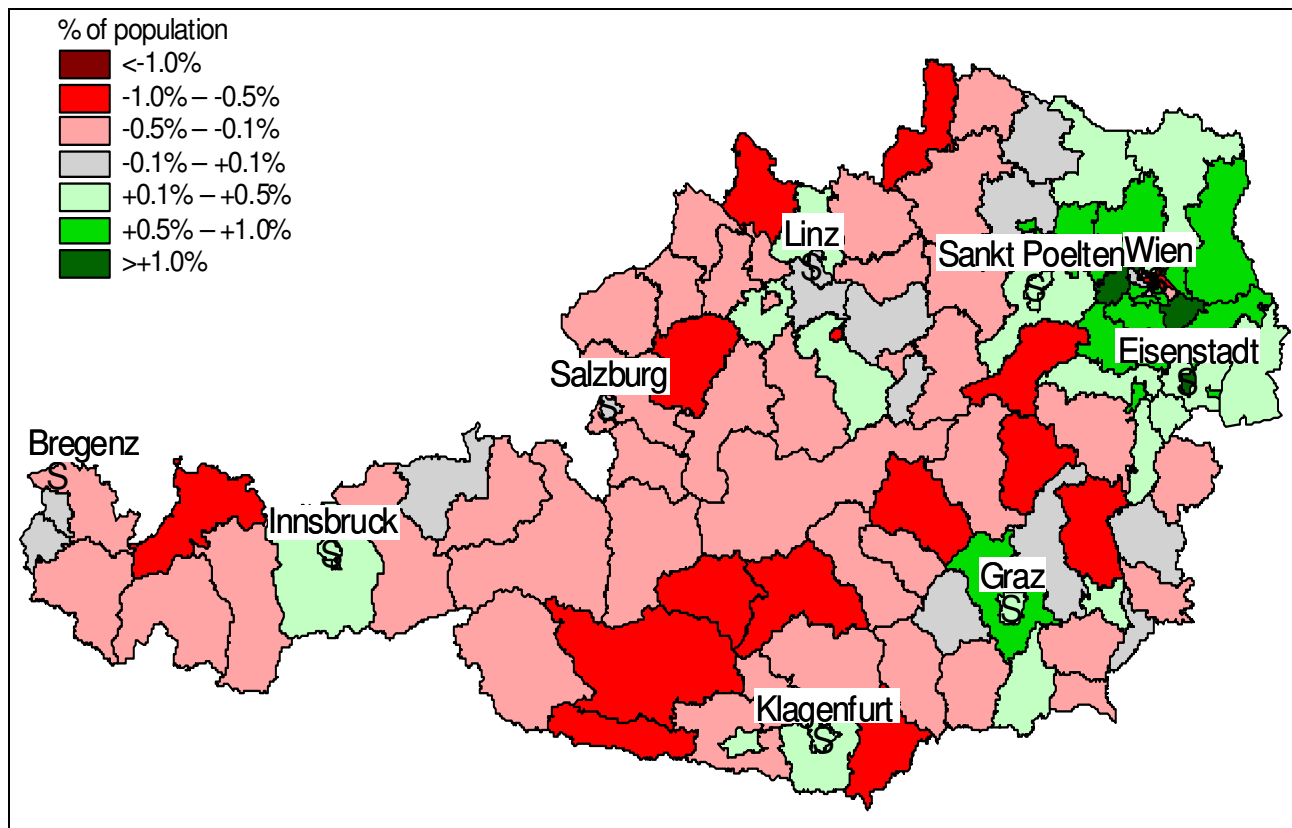 % of population
<-1.0%
-1.0% – -0.5%
-0.5% – -0.1%
-0.1% – +0.1%
+0.1% – +0.5%
+0.5% – +1.0%
>+1.0%
Linz
S
Sankt Poelten
S
Wien
S
Eisenstadt
S
Salzburg
S
Bregenz
S
Innsbruck
S
Graz
S
Klagenfurt
S